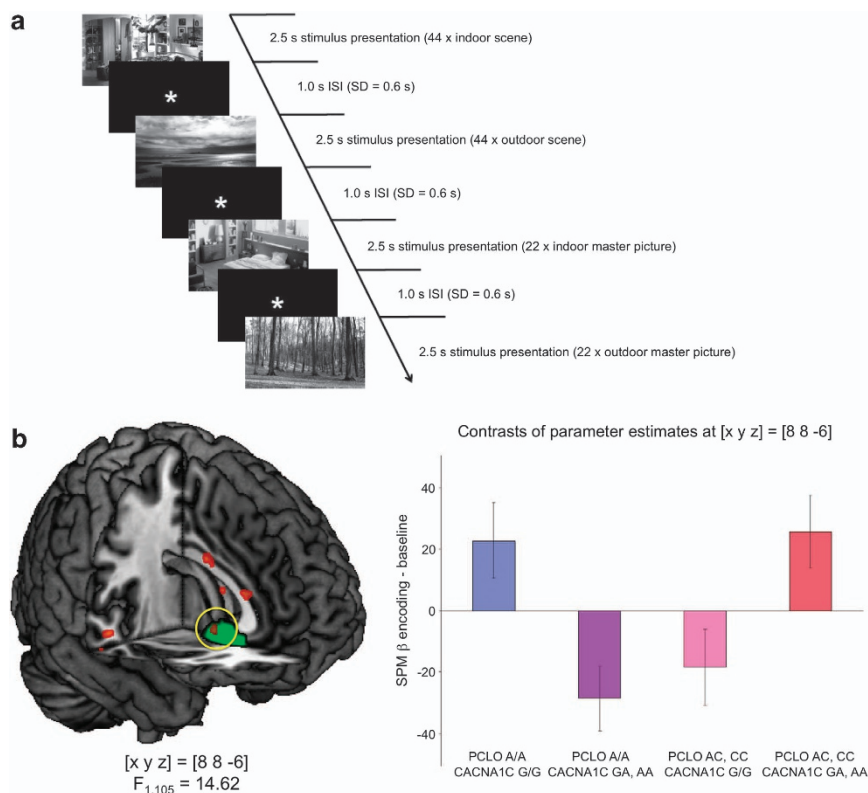 a
2.5 s stimulus presentation (44 x indoor scene)
*
1.0 s ISI (SD = 0.6 s)
2.5 s stimulus presentation (44 x outdoor scene)
*
1.0 s ISI (SD = 0.6 s)
2.5 s stimulus presentation (22 x indoor master picture)
*
1.0 s ISI (SD = 0.6 s)
2.5 s stimulus presentation (22 x outdoor master picture)
b
[x y z] = [8 8 -6]
F1,105 = 14.62
Contrasts of parameter estimates at [x y z] = [8 8 -6]
SPM β encoding - baseline
40
20
0
-20
-40
PCLO A/A
CACNA1C G/G
PCLO A/A
CACNA1C GA, AA
PCLO AC, CC
CACNA1C G/G
PCLO AC, CC
CACNA1C GA, AA